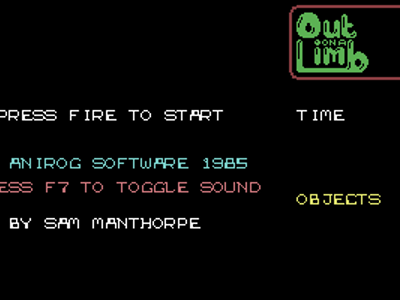 Out
ON A
Limb
PRESS FIRE TO START
TIME
ANIROG SOFTWARE 1985
ESS F7 TO TOGGLE SOUND
OBJECTS
BY SAM MANTHORPE